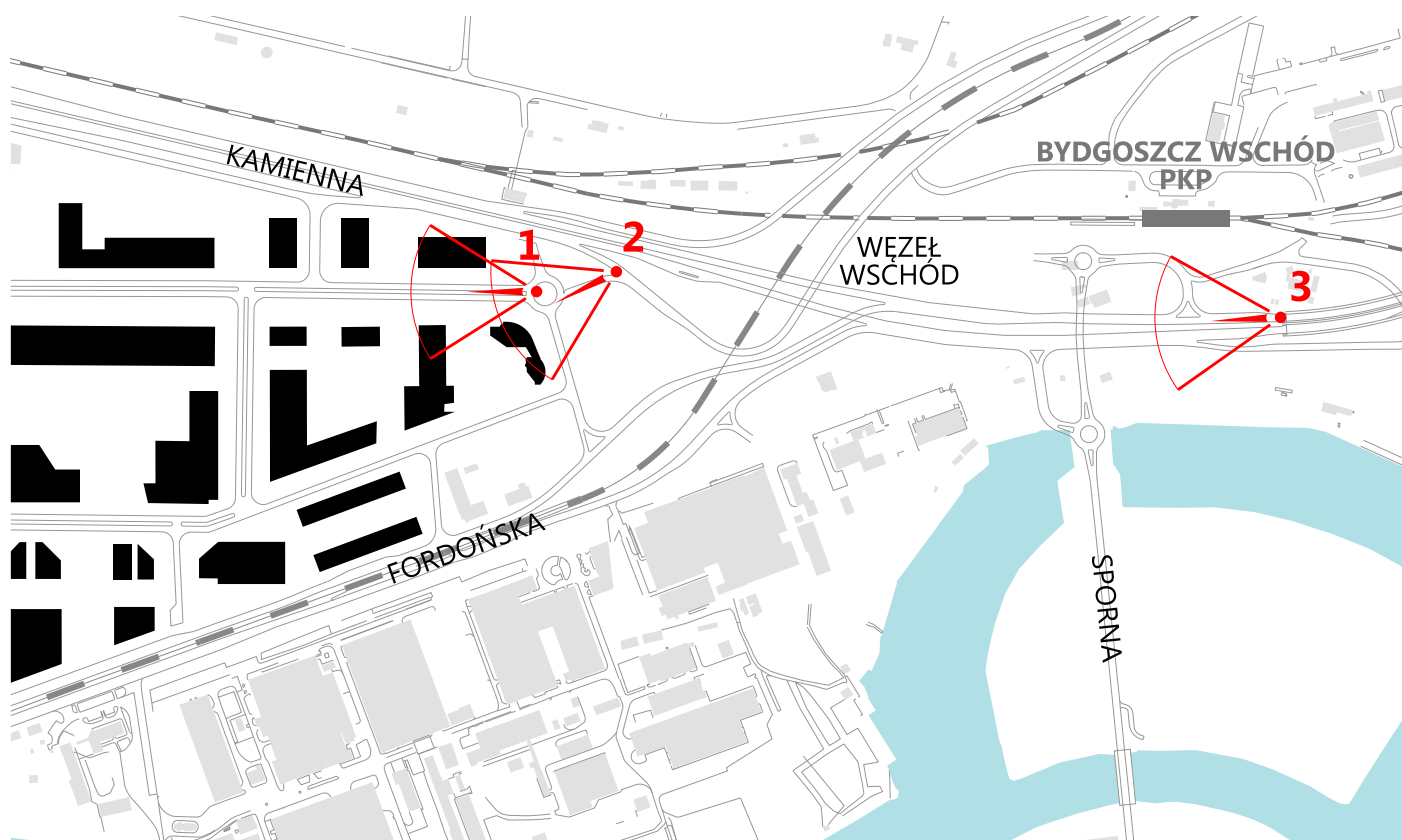 KAMIENNA
BYDGOSZCZ WSCHÓD
PKP
1
2
WĘZEŁ
WSCHÓD
3
FORDOŃSKA
SPORNA